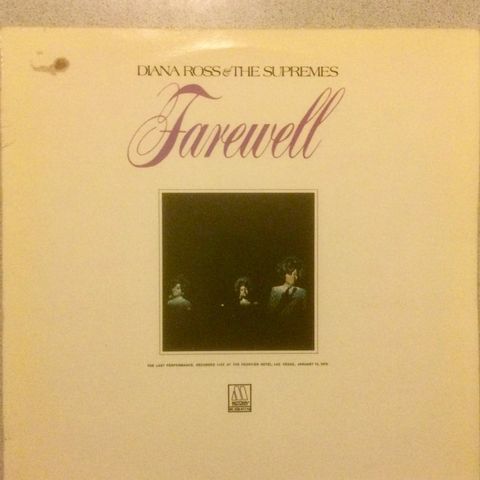 DIANA ROSS & THE SUPREMES
Farewell
THE LAST PERFORMANCE, RECORDED LIVE AT THE FRONTIER HOTEL, LAS VEGAS, JANUARY 14, 1970
M
MOTOWN